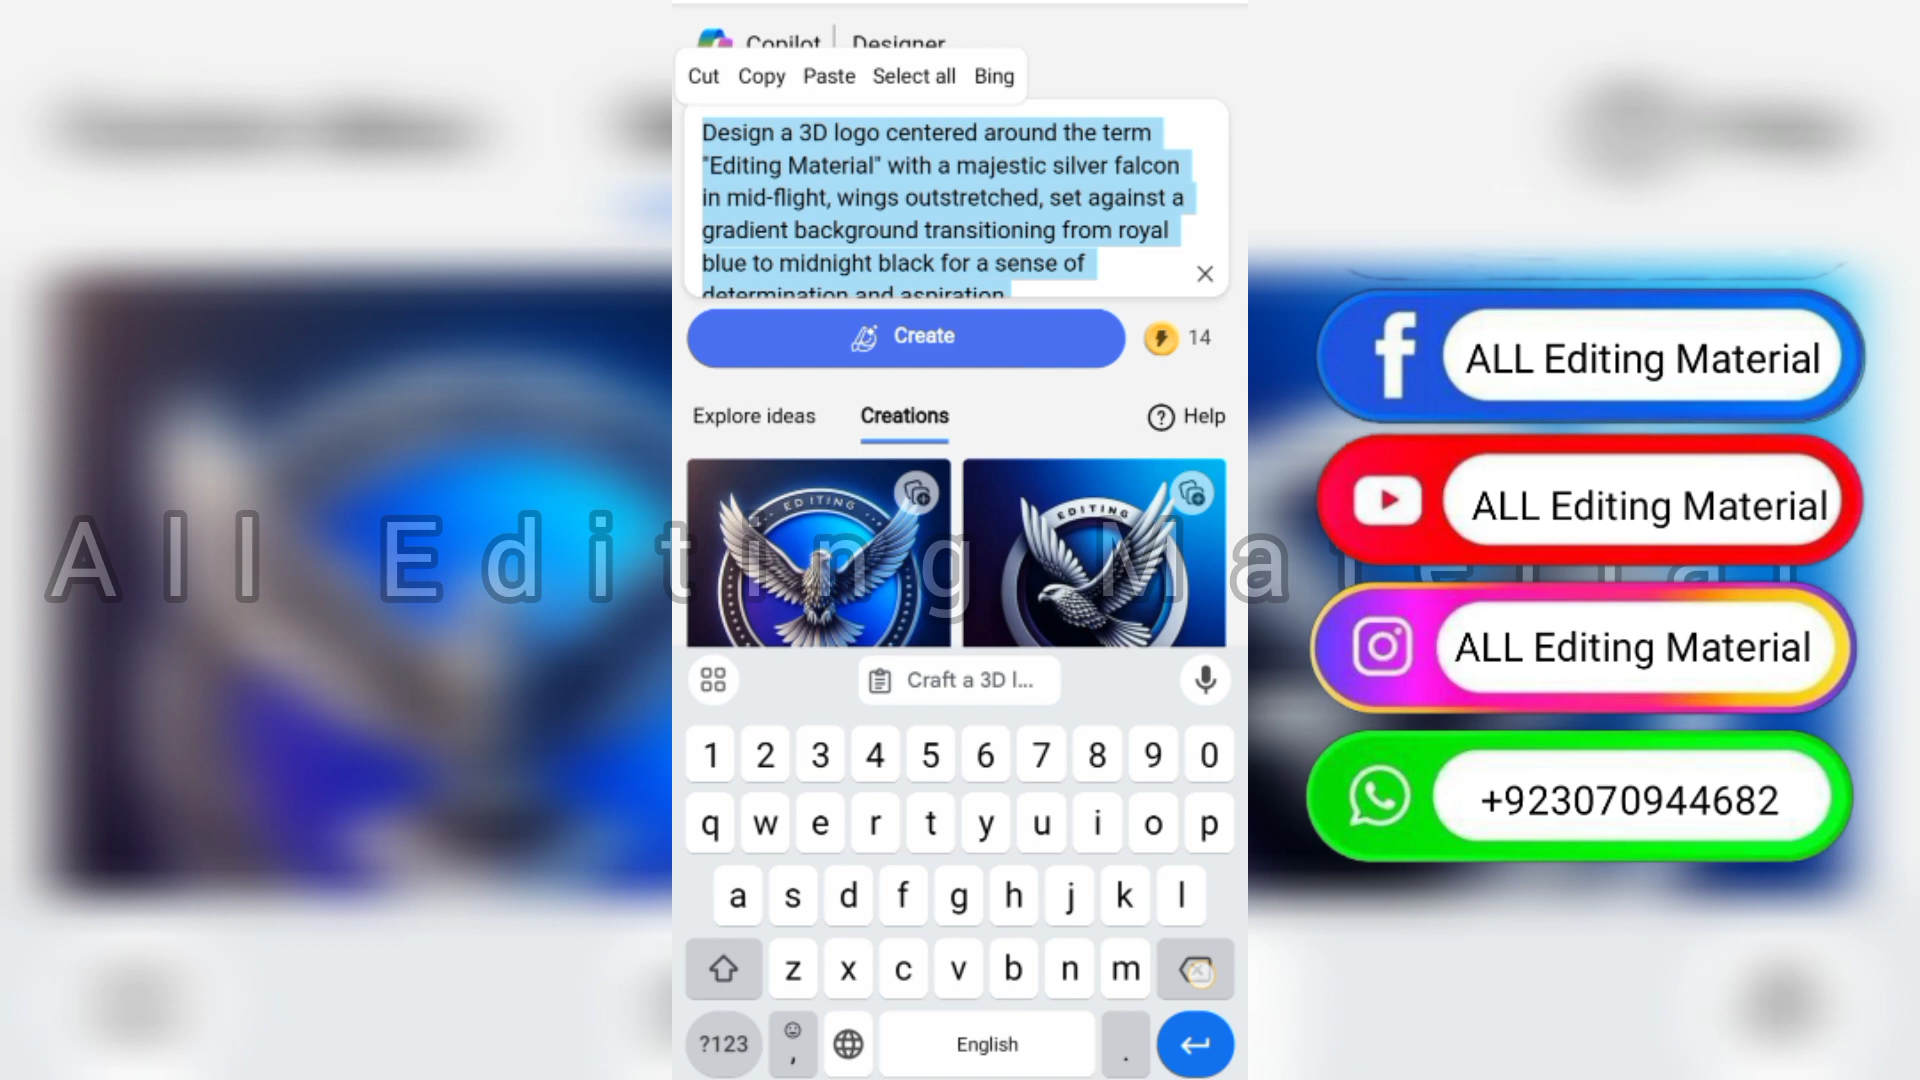 Copilot | Designer
Cut Copy Paste Select all Bing
Design a 3D logo centered around the term
"Editing Material" with a majestic silver falcon
in mid-flight, wings outstretched, set against a
gradient background transitioning from royal
blue to midnight black for a sense of
determination and aspiration
Create
14
Explore ideas
Creations
Help
EDITING
EDITING
All Editing Material
Craft a 3D l...
1 2 3 4 5 6 7 8 9 0
q w e r t y u i o p
a s d f g h j k l
z x c v b n m
?123 , English .
ALL Editing Material
ALL Editing Material
ALL Editing Material
+923070944682